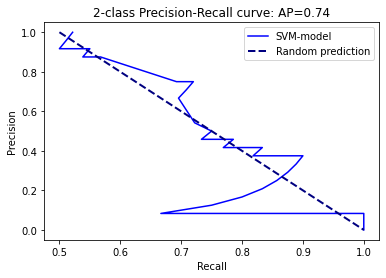 2-class Precision-Recall curve: AP=0.74
SVM-model
Random prediction
Precision
1.0
0.8
0.6
0.4
0.2
0.0
0.5
0.6
0.7
0.8
0.9
1.0
Recall